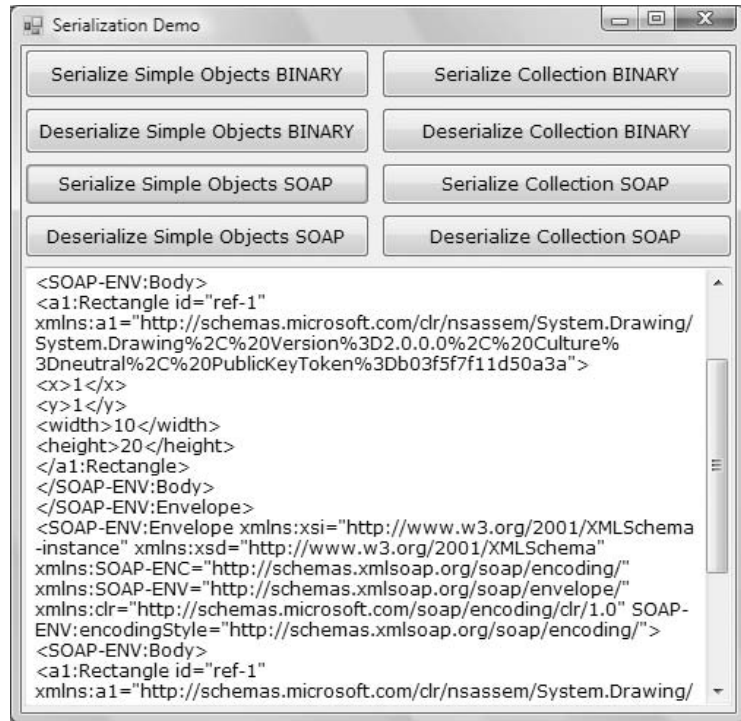 Serialization Demo
Serialize Simple Objects BINARY
Serialize Collection BINARY
Deserialize Simple Objects BINARY
Deserialize Collection BINARY
Serialize Simple Objects SOAP
Serialize Collection SOAP
Deserialize Simple Objects SOAP
Deserialize Collection SOAP
<SOAP-ENV:Body>
<a1:Rectangle id="ref-1"
xmlns:a1="http://schemas.microsoft.com/clr/nsassem/System.Drawing/
System.Drawing%2C%20Version%3D2.0.0.0%2C%20Culture%
3Dneutral%2C%20PublicKeyToken%3Db03f5f7f11d50a3a">
<x>1</x>
<y>1</y>
<width>10</width>
<height>20</height>
</a1:Rectangle>
</SOAP-ENV:Body>
</SOAP-ENV:Envelope>
<SOAP-ENV:Envelope xmlns:xsi="http://www.w3.org/2001/XMLSchema
-instance" xmlns:xsd="http://www.w3.org/2001/XMLSchema"
xmlns:SOAP-ENC="http://schemas.xmlsoap.org/soap/encoding/"
xmlns:SOAP-ENV="http://schemas.xmlsoap.org/soap/envelope/"
xmlns:clr="http://schemas.microsoft.com/soap/encoding/clr/1.0" SOAP-
ENV:encodingStyle="http://schemas.xmlsoap.org/soap/encoding/">
<SOAP-ENV:Body>
<a1:Rectangle id="ref-1"
xmlns:a1="http://schemas.microsoft.com/clr/nsassem/System.Drawing/